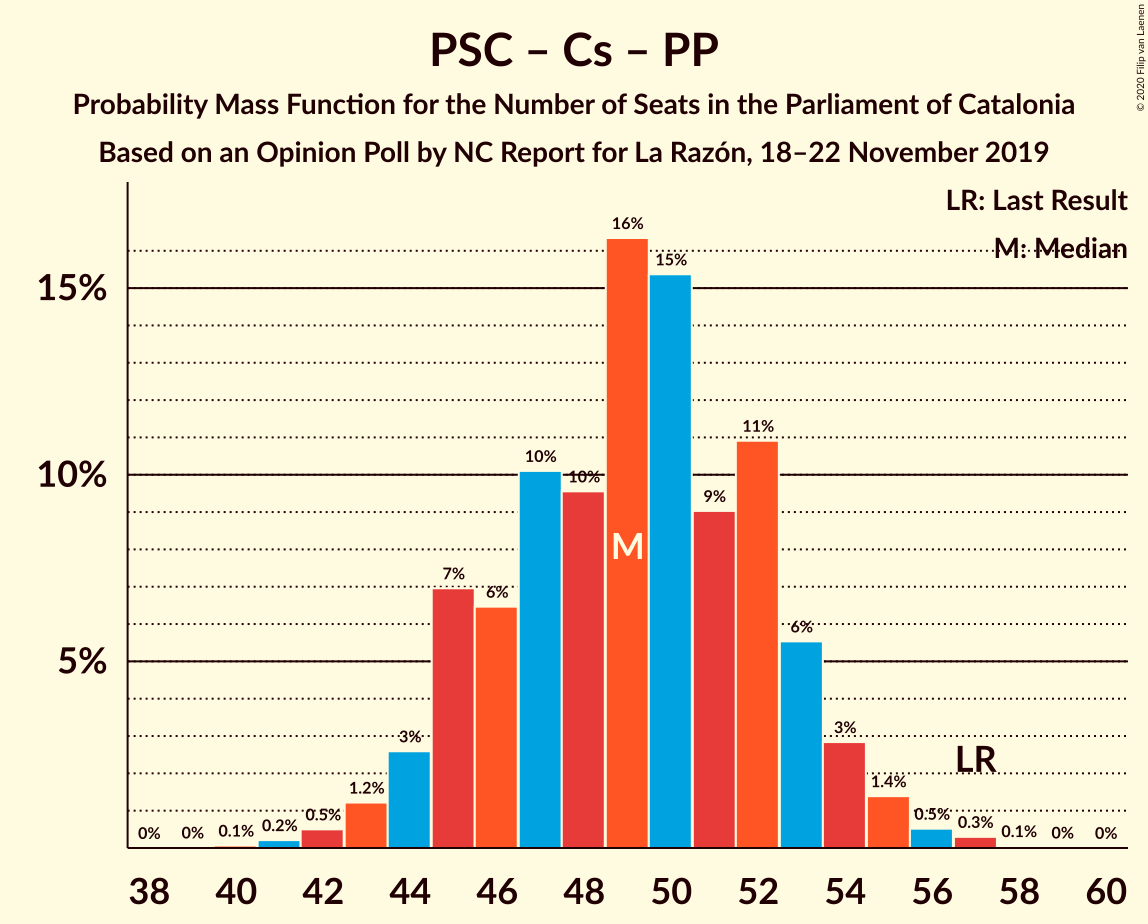 PSC – Cs – PP
Probability Mass Function for the Number of Seats in the Parliament of Catalonia
Based on an Opinion Poll by NC Report for La Razón, 18–22 November 2019
© 2020 Filip van Laenen
LR: Last Result
M: Median
15%
10%
5%
0%
0%
0.1%
0.2%
0.5%
1.2%
3%
7%
6%
10%
10%
16%
15%
9%
11%
6%
3%
1.4%
0.5%
0.3%
0.1%
0%
0%
M
LR
38 40 42 44 46 48 50 52 54 56 58 60